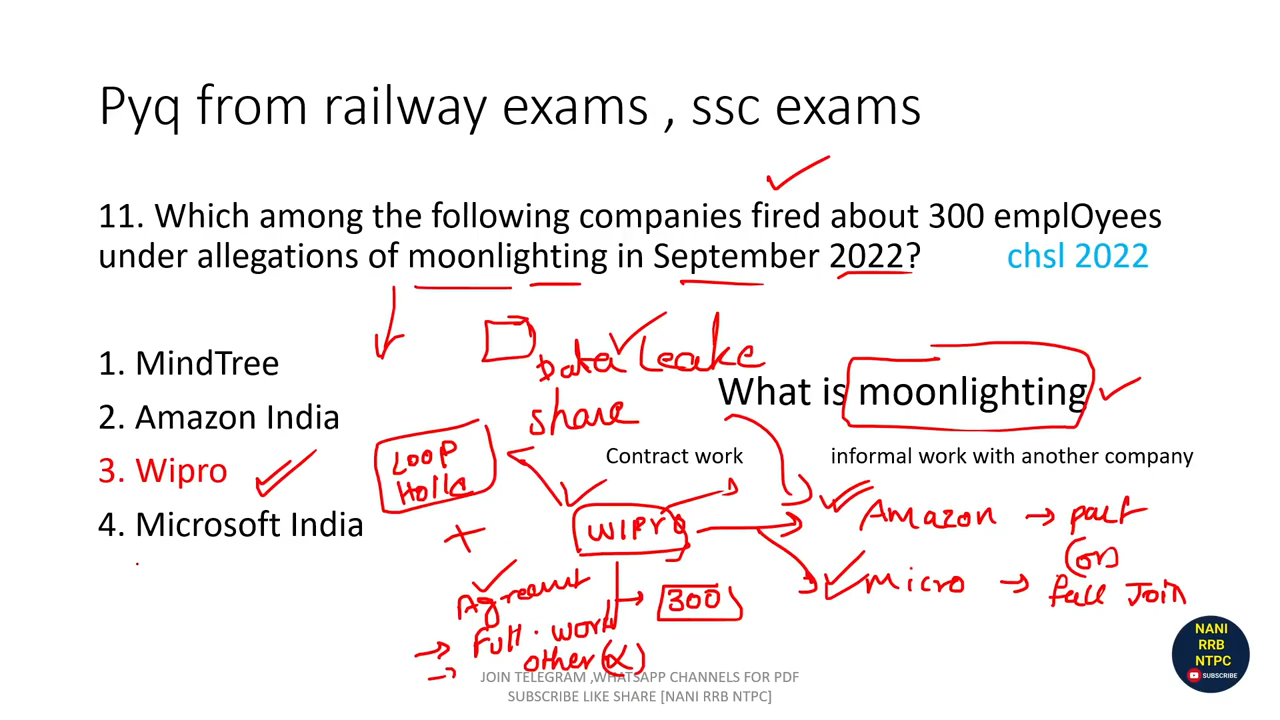 Pyq from railway exams , ssc exams
11. Which among the following companies fired about 300 emplOyees
under allegations of moonlighting in September 2022? chsl 2022
1. MindTree
2. Amazon India
3. Wipro
4. Microsoft India
Data Leake
share
What is moonlighting
Contract work
informal work with another company
Loop
Holle
WIPro
Amazon → part
(or)
Micro → full Join
+
Agreement
300
→ Full. work
→ other (x)
JOIN TELEGRAM ,WHATSAPP CHANNELS FOR PDF
SUBSCRIBE LIKE SHARE [NANI RRB NTPC]
NANI
RRB
NTPC
SUBSCRIBE